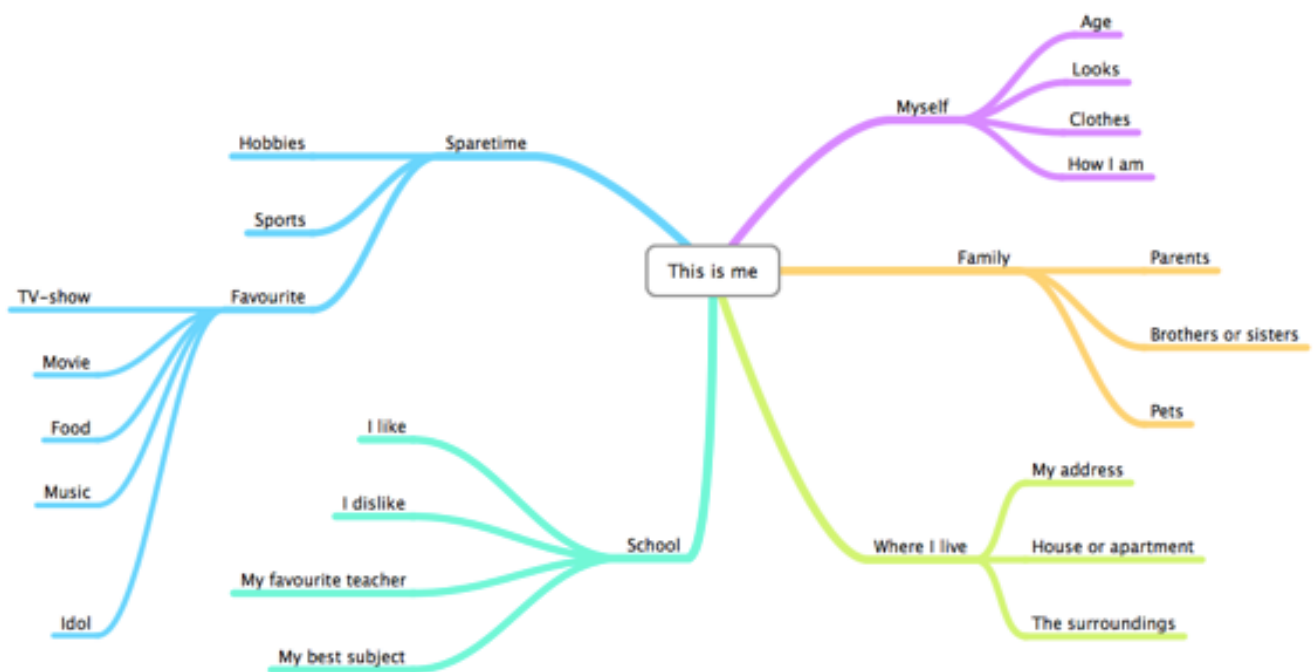 This is me
Myself
Age
Looks
Clothes
How I am
Family
Parents
Brothers or sisters
Pets
Where I live
My address
House or apartment
The surroundings
School
I like
I dislike
My favourite teacher
My best subject
Sparetime
Hobbies
Sports
Favourite
TV-show
Movie
Food
Music
Idol